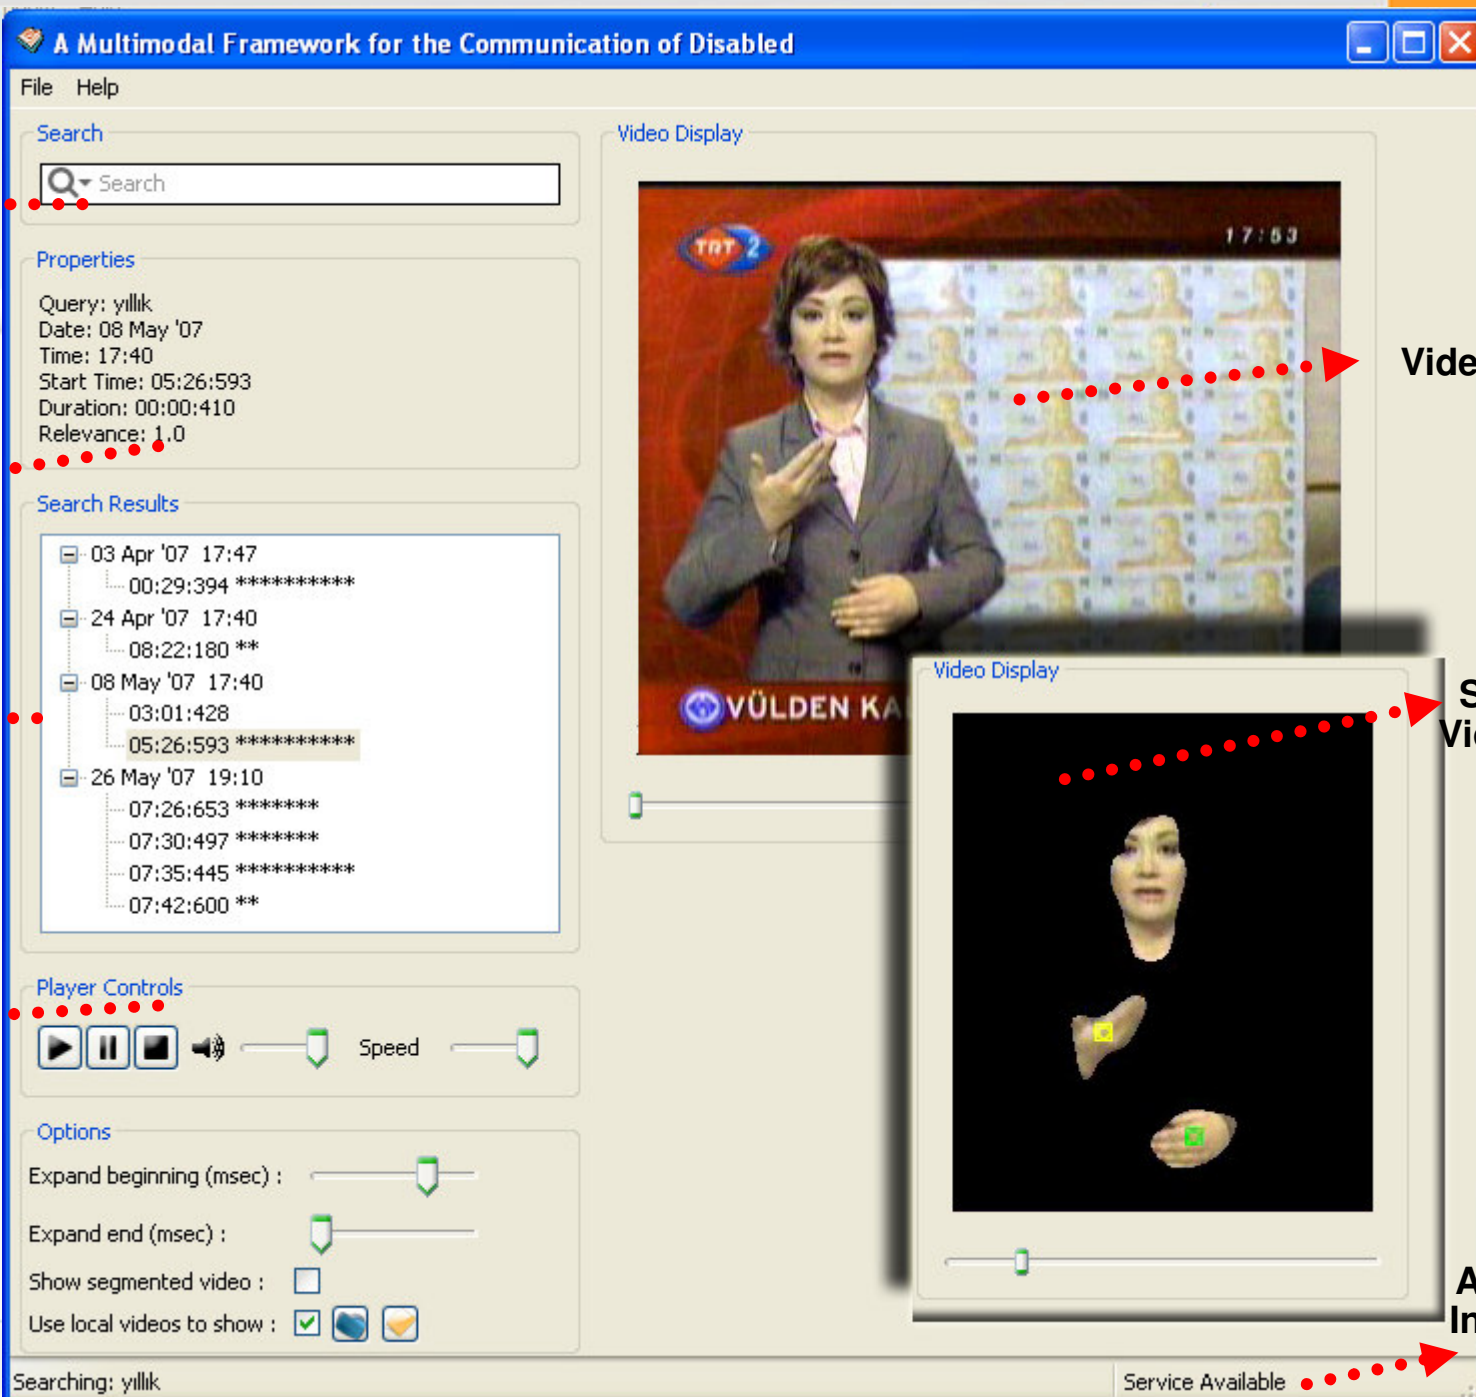 A Multimodal Framework for the Communication of Disabled
File Help
Search
Search
Properties
Query: yıllık
Date: 08 May '07
Time: 17:40
Start Time: 05:26:593
Duration: 00:00:410
Relevance: 1.0
Search Results
03 Apr '07 17:47
00:29:394 **********
24 Apr '07 17:40
08:22:180 **
08 May '07 17:40
03:01:428
05:26:593 **********
26 May '07 19:10
07:26:653 *******
07:30:497 *******
07:35:445 **********
07:42:600 **
Player Controls
Speed
Options
Expand beginning (msec) :
Expand end (msec) :
Show segmented video :
Use local videos to show :
Searching: yıllık
Video Display
TRT 2
17:53
VÜLDEN KA
Vide
Video Display
S
Vi
A
In
Service Available